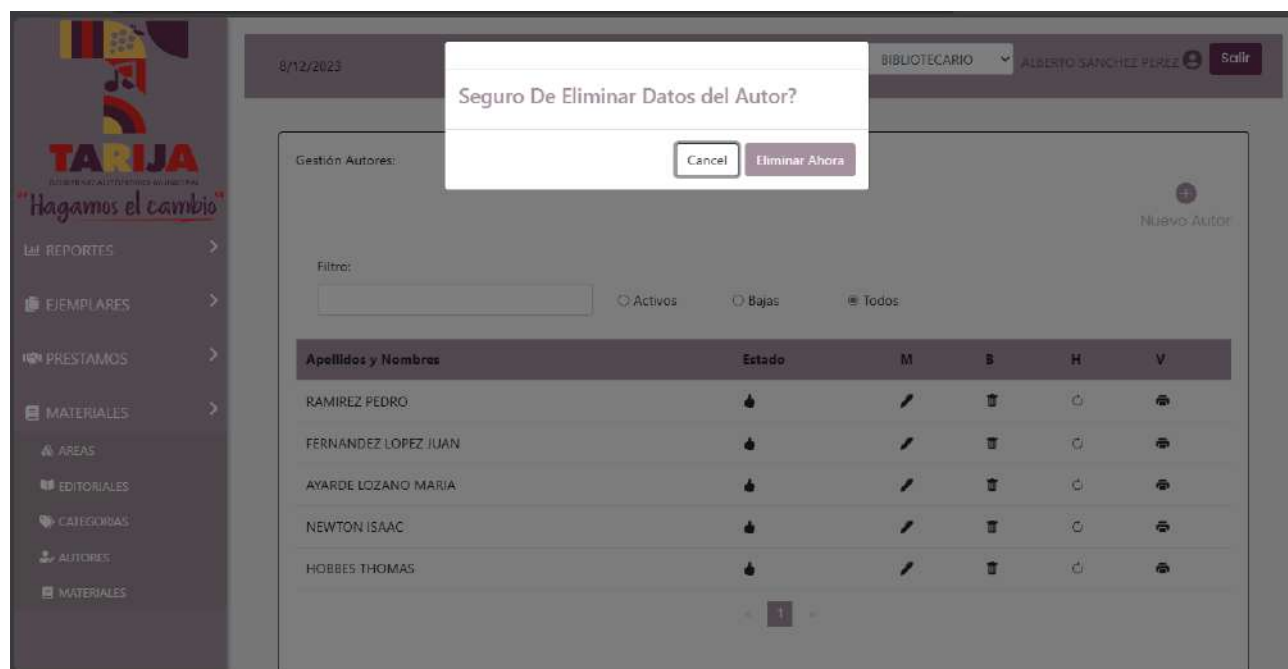 TARIJA
"Hagamos el cambio"
REPORTES
EJEMPLARES
PRESTAMOS
MATERIALES
AREAS
EDITORIALES
CATEGORIAS
AUTORES
MATERIALES
8/12/2023
BIBLIOTECARIO
ALBERTO SANCHEZ PEREZ
Salir
Seguro De Eliminar Datos del Autor?
Cancel
Eliminar Ahora
Gestión Autores:
Nuevo Autor
Filtro:
Activos Bajas Todos
Apellidos y Nombres Estado M B H V
RAMIREZ PEDRO
FERNANDEZ LOPEZ JUAN
AYARDE LOZANO MARIA
NEWTON ISAAC
HOBBES THOMAS
« 1 »